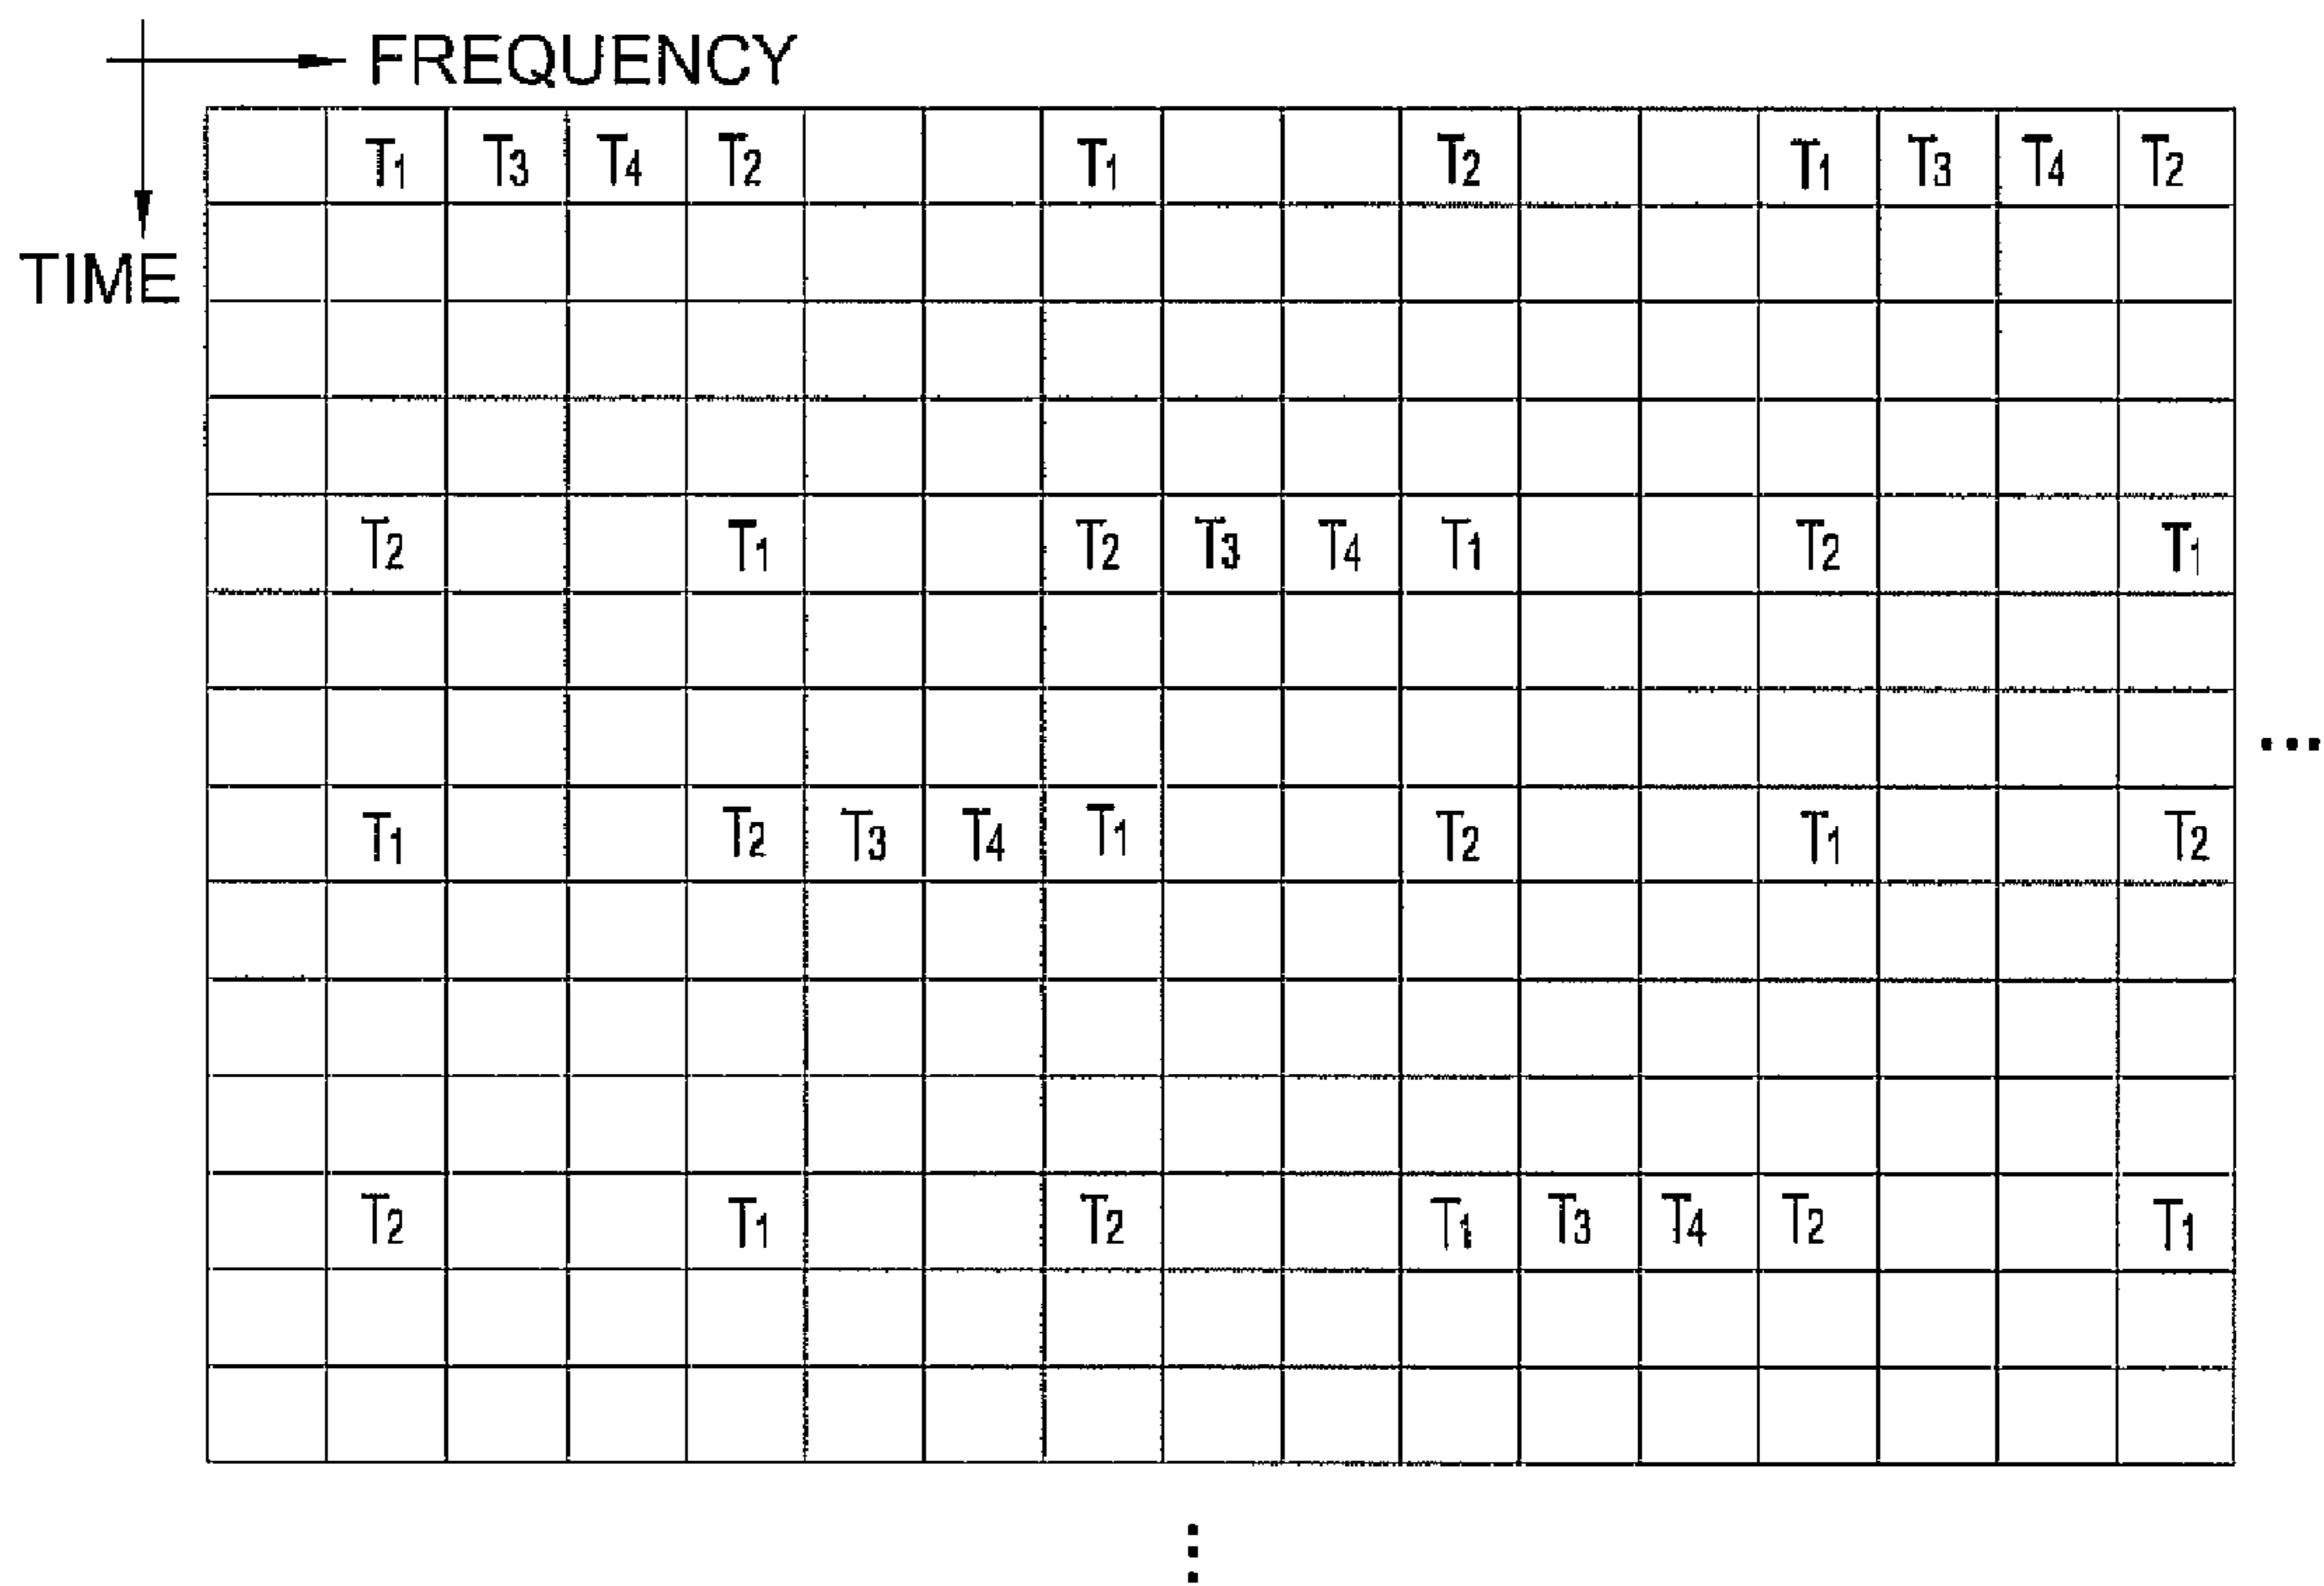 FREQUENCY
TIME
T1 T3 T4 T2 T1 T2 T1 T3 T4 T2
T2 T1 T2 T3 T4 T1 T2 T1
...
T1 T2 T3 T4 T1 T2 T1 T2
T2 T1 T2 T1 T3 T4 T2 T1
...